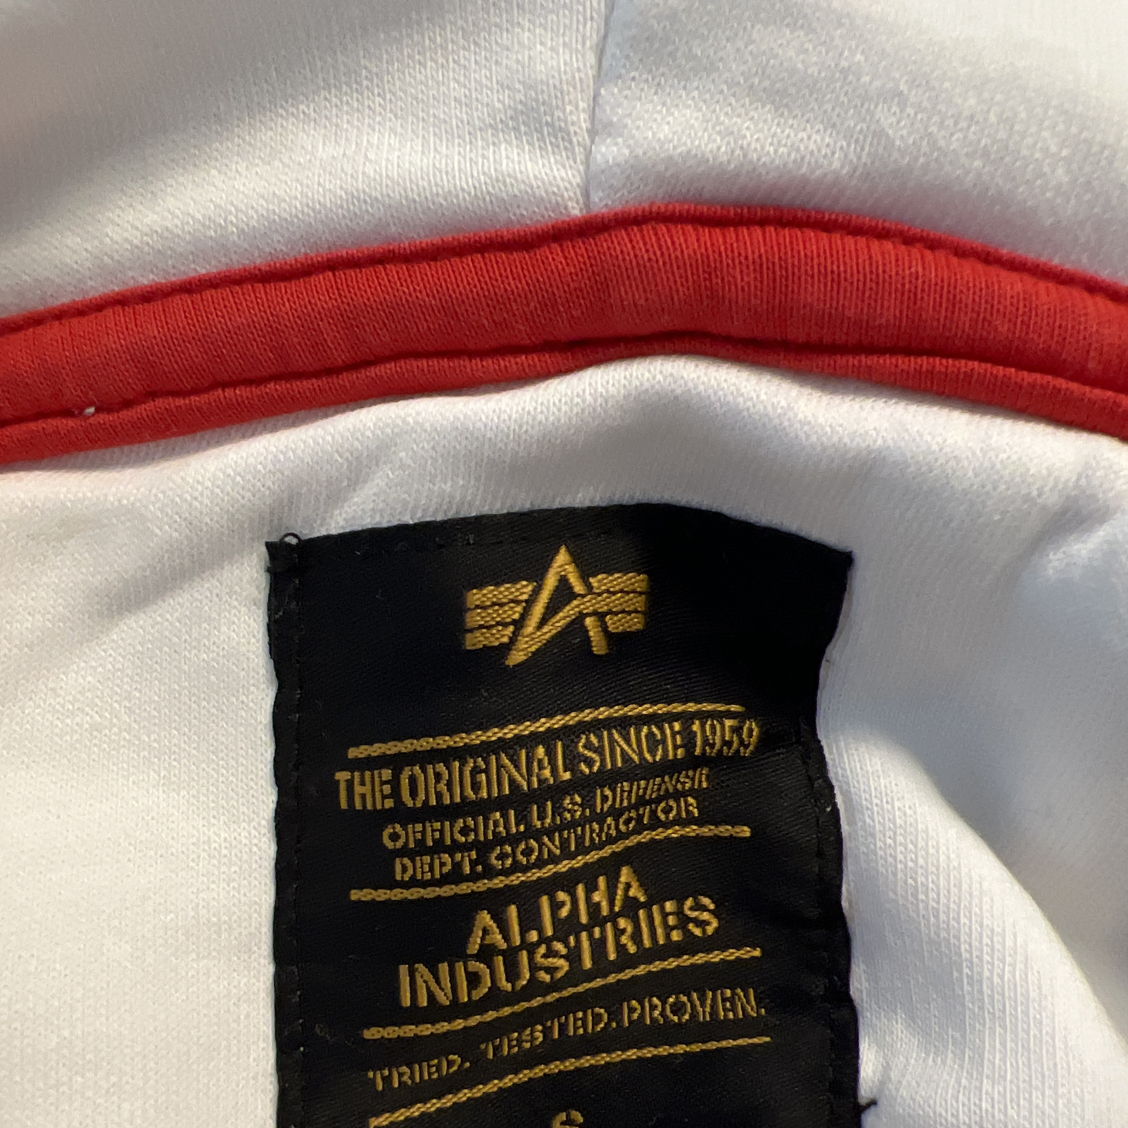 THE ORIGINAL SINCE 1959
OFFICIAL U.S. DEFENSE
DEPT. CONTRACTOR
ALPHA
INDUSTRIES
TRIED. TESTED. PROVEN.
S